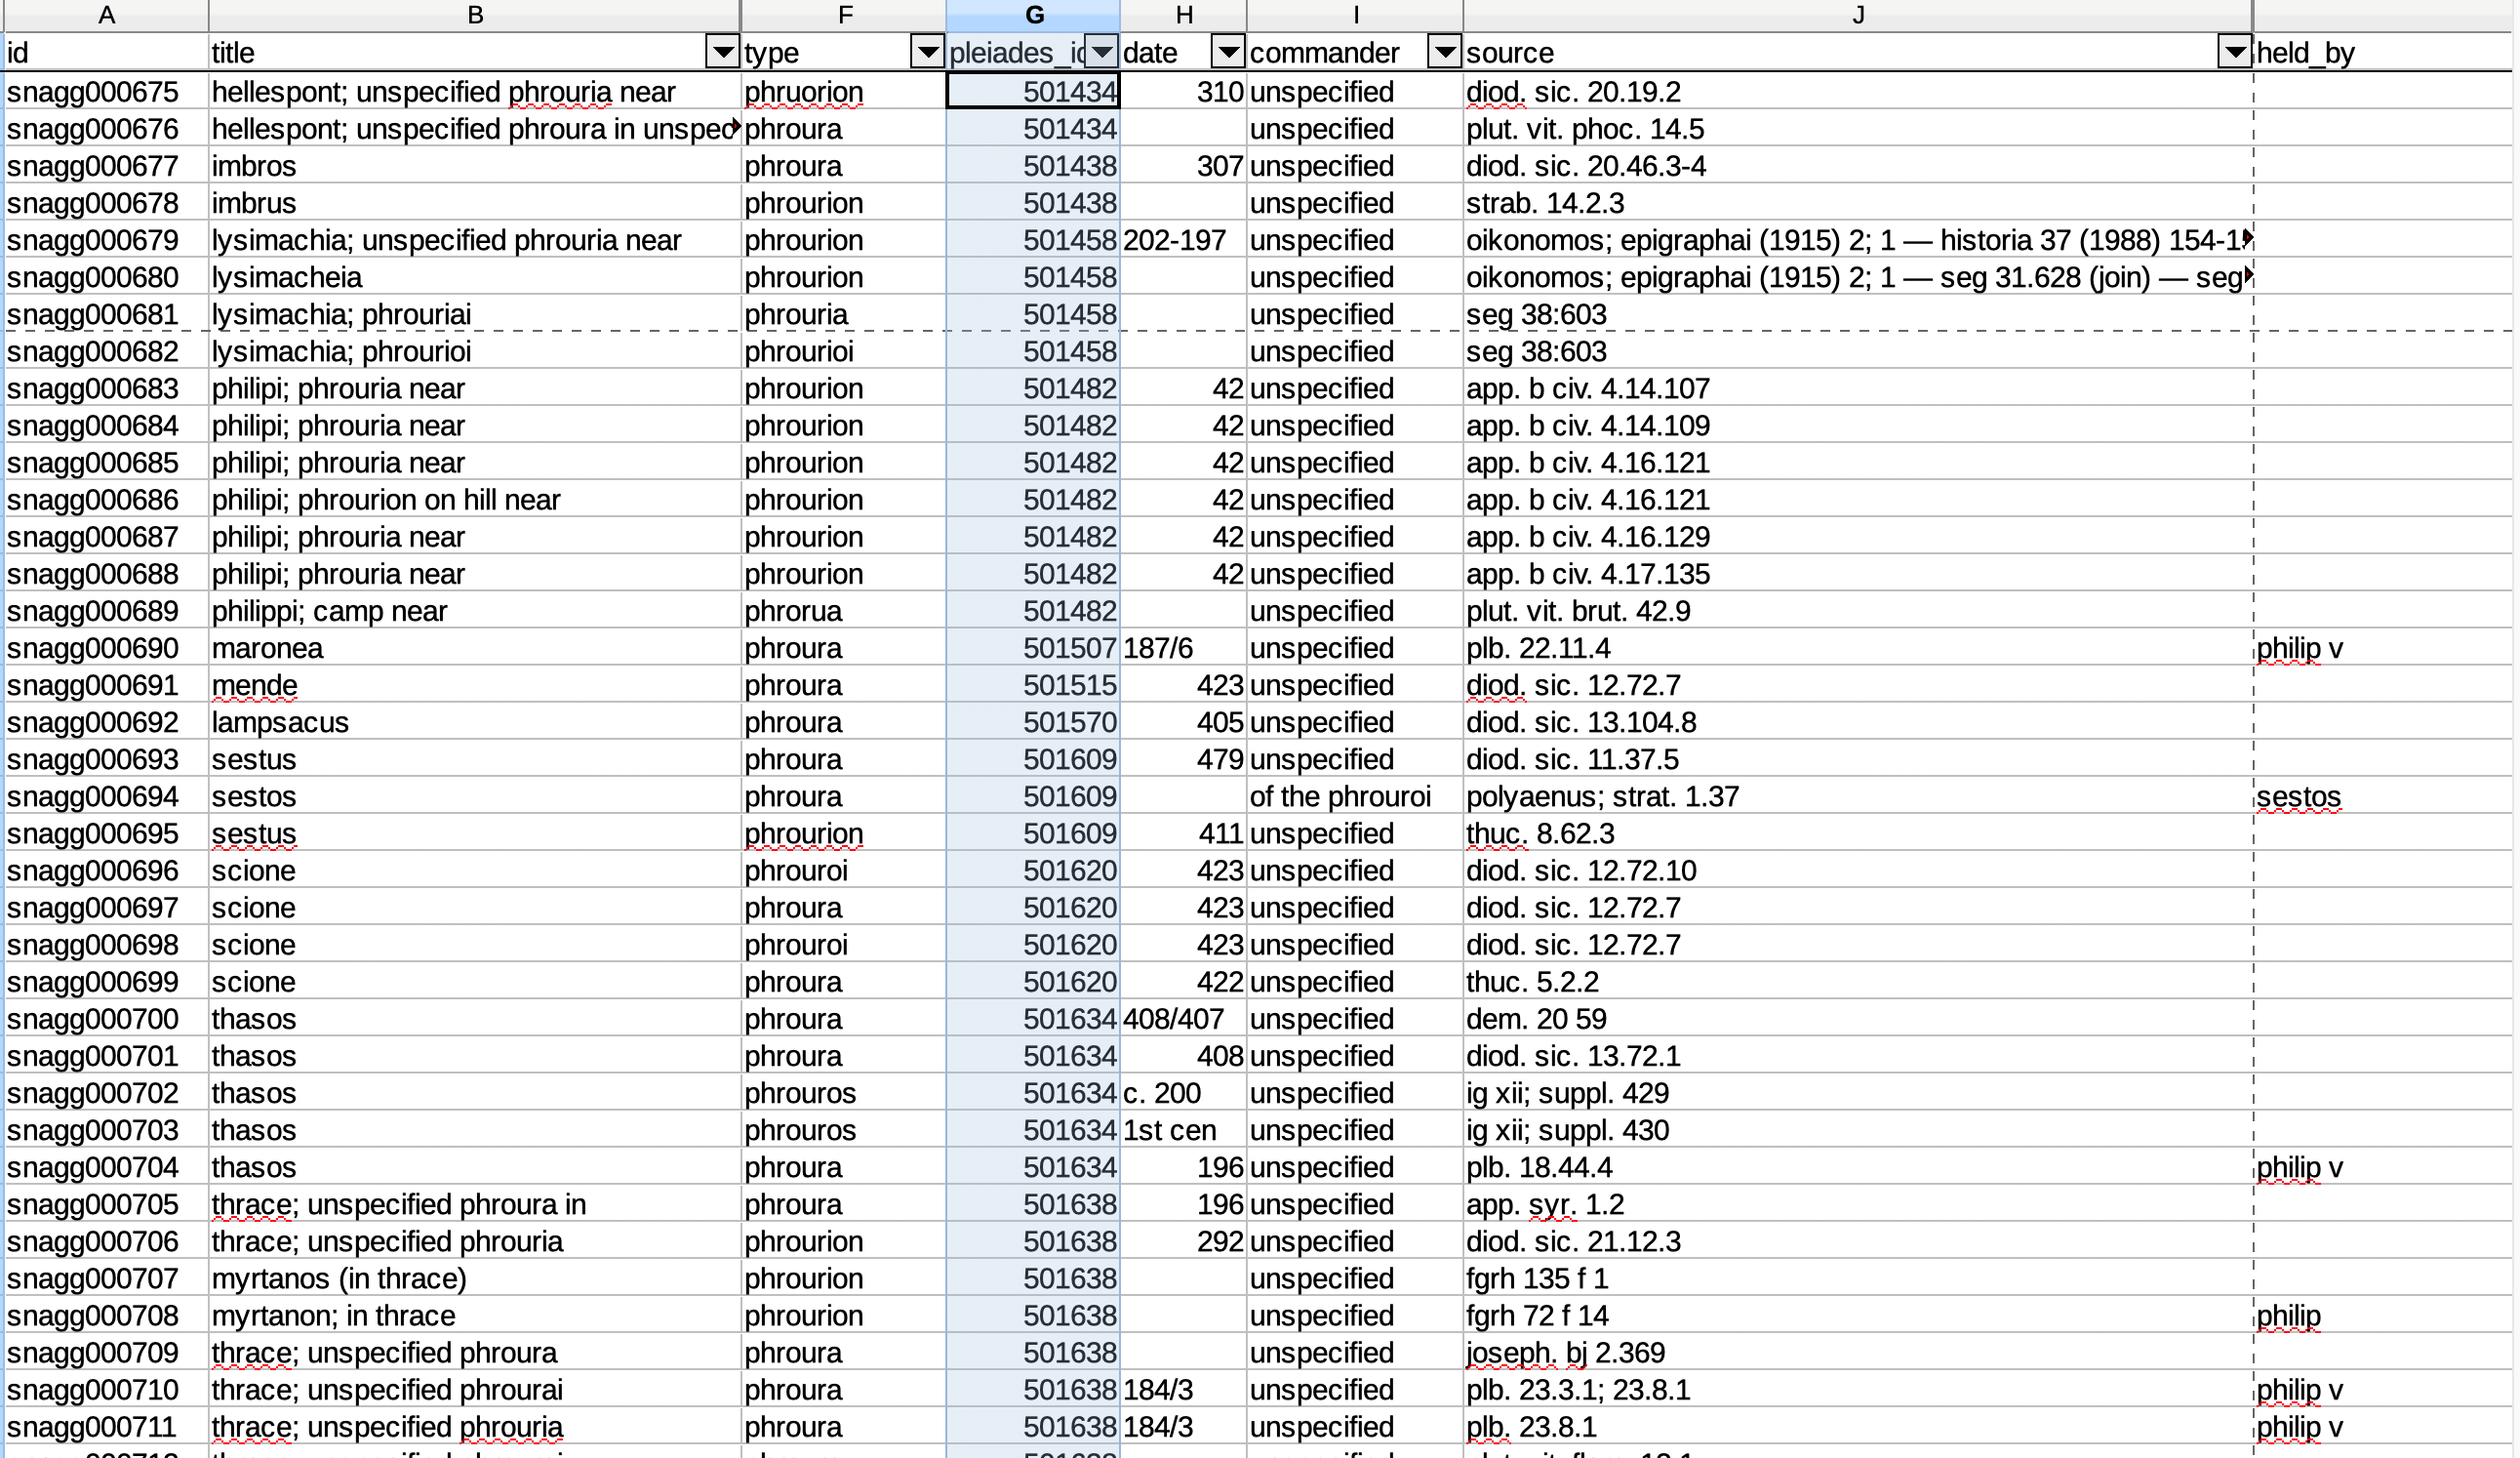 A B F G H I J
id title type pleiades_id date commander source held_by
snagg000675 hellespont; unspecified phrouria near phruorion 501434 310 unspecified diod. sic. 20.19.2
snagg000676 hellespont; unspecified phroura in unspec phroura 501434 unspecified plut. vit. phoc. 14.5
snagg000677 imbros phroura 501438 307 unspecified diod. sic. 20.46.3-4
snagg000678 imbrus phrourion 501438 unspecified strab. 14.2.3
snagg000679 lysimachia; unspecified phrouria near phrourion 501458 202-197 unspecified oikonomos; epigraphai (1915) 2; 1 — historia 37 (1988) 154-1
snagg000680 lysimacheia phrourion 501458 unspecified oikonomos; epigraphai (1915) 2; 1 — seg 31.628 (join) — seg
snagg000681 lysimachia; phrouriai phrouria 501458 unspecified seg 38:603
snagg000682 lysimachia; phrourioi phrourioi 501458 unspecified seg 38:603
snagg000683 philipi; phrouria near phrourion 501482 42 unspecified app. b civ. 4.14.107
snagg000684 philipi; phrouria near phrourion 501482 42 unspecified app. b civ. 4.14.109
snagg000685 philipi; phrouria near phrourion 501482 42 unspecified app. b civ. 4.16.121
snagg000686 philipi; phrourion on hill near phrourion 501482 42 unspecified app. b civ. 4.16.121
snagg000687 philipi; phrouria near phrourion 501482 42 unspecified app. b civ. 4.16.129
snagg000688 philipi; phrouria near phrourion 501482 42 unspecified app. b civ. 4.17.135
snagg000689 philippi; camp near phrorua 501482 unspecified plut. vit. brut. 42.9
snagg000690 maronea phroura 501507 187/6 unspecified plb. 22.11.4 philip v
snagg000691 mende phroura 501515 423 unspecified diod. sic. 12.72.7
snagg000692 lampsacus phroura 501570 405 unspecified diod. sic. 13.104.8
snagg000693 sestus phroura 501609 479 unspecified diod. sic. 11.37.5
snagg000694 sestos phroura 501609 of the phrouroi polyaenus; strat. 1.37 sestos
snagg000695 sestus phrourion 501609 411 unspecified thuc. 8.62.3
snagg000696 scione phrouroi 501620 423 unspecified diod. sic. 12.72.10
snagg000697 scione phroura 501620 423 unspecified diod. sic. 12.72.7
snagg000698 scione phrouroi 501620 423 unspecified diod. sic. 12.72.7
snagg000699 scione phroura 501620 422 unspecified thuc. 5.2.2
snagg000700 thasos phroura 501634 408/407 unspecified dem. 20 59
snagg000701 thasos phroura 501634 408 unspecified diod. sic. 13.72.1
snagg000702 thasos phrouros 501634 c. 200 unspecified ig xii; suppl. 429
snagg000703 thasos phrouros 501634 1st cen unspecified ig xii; suppl. 430
snagg000704 thasos phroura 501634 196 unspecified plb. 18.44.4 philip v
snagg000705 thrace; unspecified phroura in phroura 501638 196 unspecified app. syr. 1.2
snagg000706 thrace; unspecified phrouria phrourion 501638 292 unspecified diod. sic. 21.12.3
snagg000707 myrtanos (in thrace) phrourion 501638 unspecified fgrh 135 f 1
snagg000708 myrtanon; in thrace phrourion 501638 unspecified fgrh 72 f 14 philip
snagg000709 thrace; unspecified phroura phroura 501638 unspecified joseph. bj 2.369
snagg000710 thrace; unspecified phrourai phroura 501638 184/3 unspecified plb. 23.3.1; 23.8.1 philip v
snagg000711 thrace; unspecified phrouria phroura 501638 184/3 unspecified plb. 23.8.1 philip v